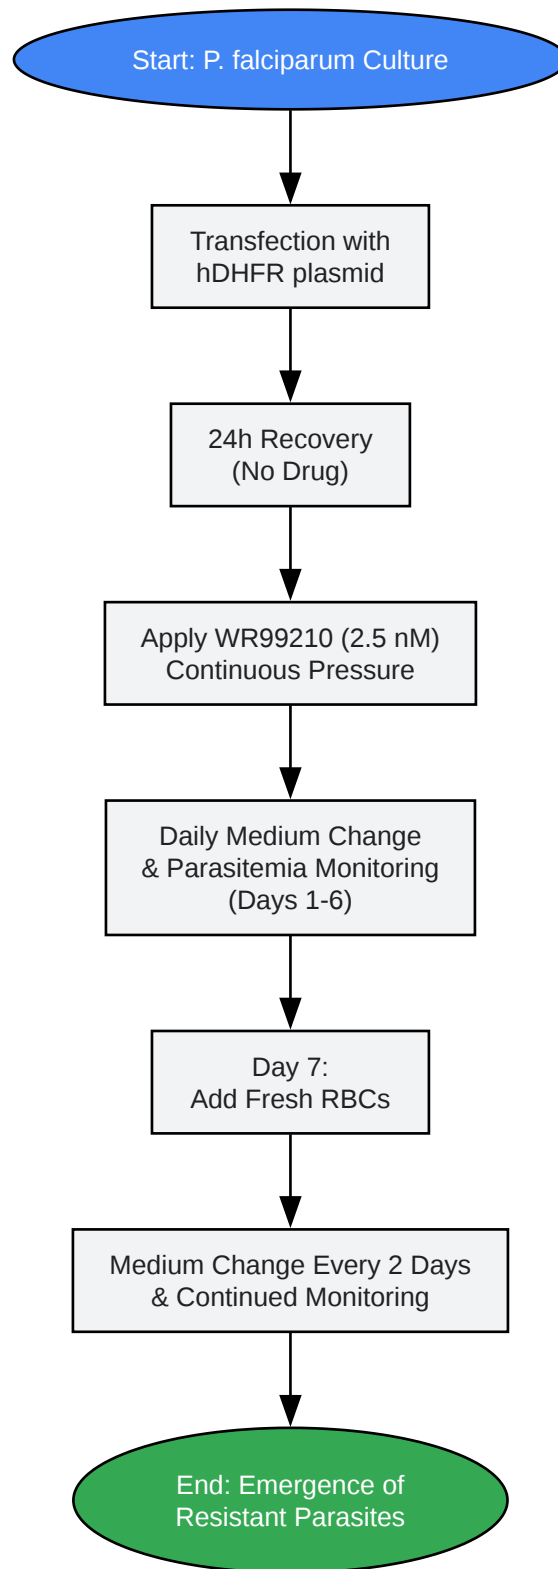 Start: P. falciparum Culture
Transfection with
hDHFR plasmid
24h Recovery
(No Drug)
Apply WR99210 (2.5 nM)
Continuous Pressure
Daily Medium Change
& Parasitemia Monitoring
(Days 1-6)
Day 7:
Add Fresh RBCs
Medium Change Every 2 Days
& Continued Monitoring
End: Emergence of
Resistant Parasites